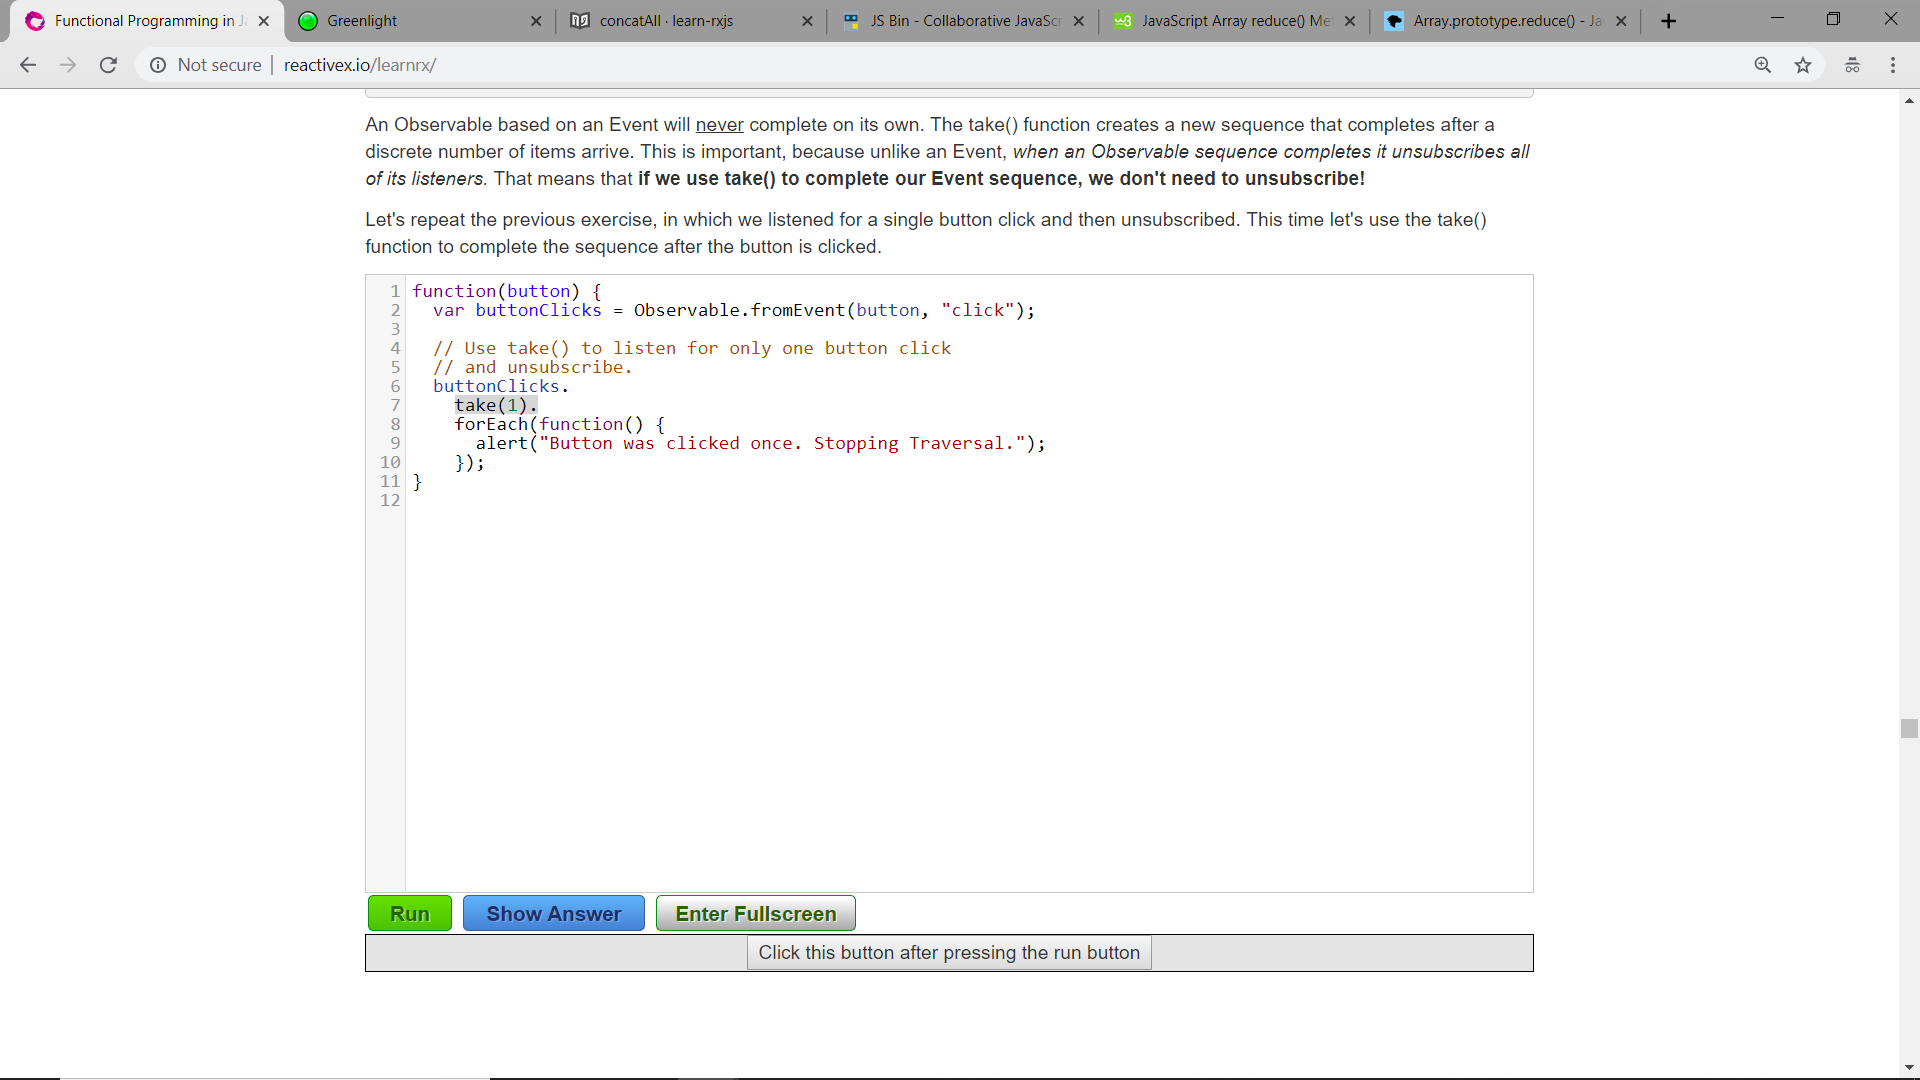 Functional Programming in J
Greenlight
concatAll · learn-rxjs
JS Bin - Collaborative JavaScr
w3
JavaScript Array reduce() Me
Array.prototype.reduce() - Ja
Not secure
reactivex.io/learnrx/
An Observable based on an Event will never complete on its own. The take() function creates a new sequence that completes after a
discrete number of items arrive. This is important, because unlike an Event, when an Observable sequence completes it unsubscribes all
of its listeners. That means that if we use take() to complete our Event sequence, we don't need to unsubscribe!
Let's repeat the previous exercise, in which we listened for a single button click and then unsubscribed. This time let's use the take()
function to complete the sequence after the button is clicked.
1 function(button) {
2   var buttonClicks = Observable.fromEvent(button, "click");
3
4   // Use take() to listen for only one button click
5   // and unsubscribe.
6   buttonClicks.
7     take(1).
8     forEach(function() {
9       alert("Button was clicked once. Stopping Traversal.");
10     });
11 }
12
Run Show Answer Enter Fullscreen
Click this button after pressing the run button